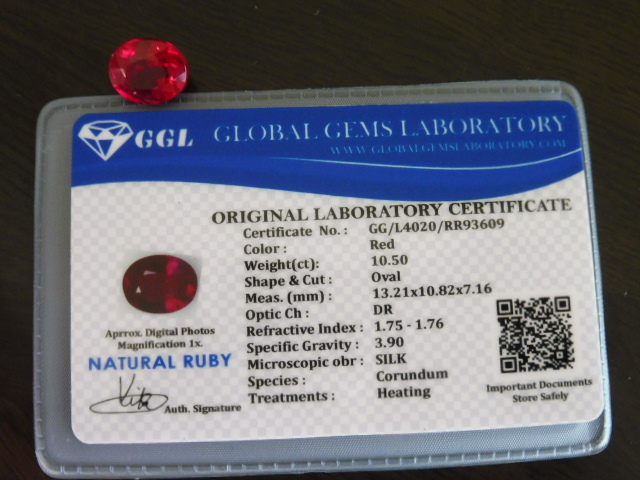 GGL GLOBAL GEMS LABORATORY
WWW.GLOBALGEMSLABORATORY.COM
ORIGINAL LABORATORY CERTIFICATE
Certificate No. : GG/L4020/RR93609
Color : Red
Weight(ct): 10.50
Shape & Cut : Oval
Meas. (mm) : 13.21x10.82x7.16
Optic Ch : DR
Refractive Index : 1.75 - 1.76
Specific Gravity : 3.90
Microscopic obr : SILK
Species : Corundum
Treatments : Heating
Aprrox. Digital Photos
Magnification 1x.
NATURAL RUBY
Auth. Signature
Important Documents
Store Safely